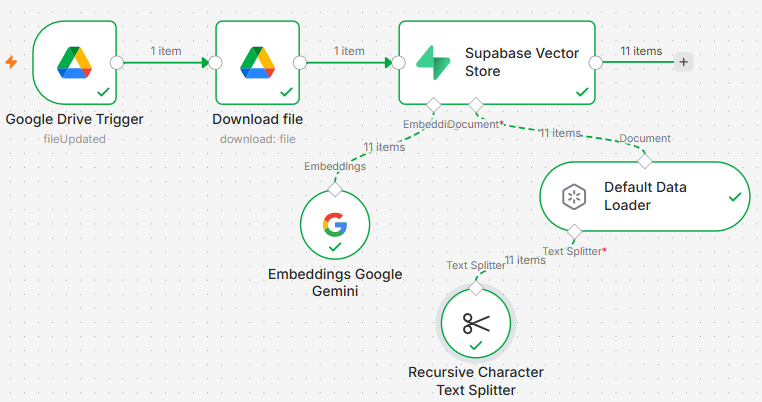 1 item
1 item
Supabase Vector
Store
11 items
+
Google Drive Trigger
fileUpdated
Download file
download: file
Document*
11 items
11 items
Document
Embeddings
Default Data
Loader
Embeddings Google
Gemini
Text Splitter*
Text Splitter
11 items
Recursive Character
Text Splitter